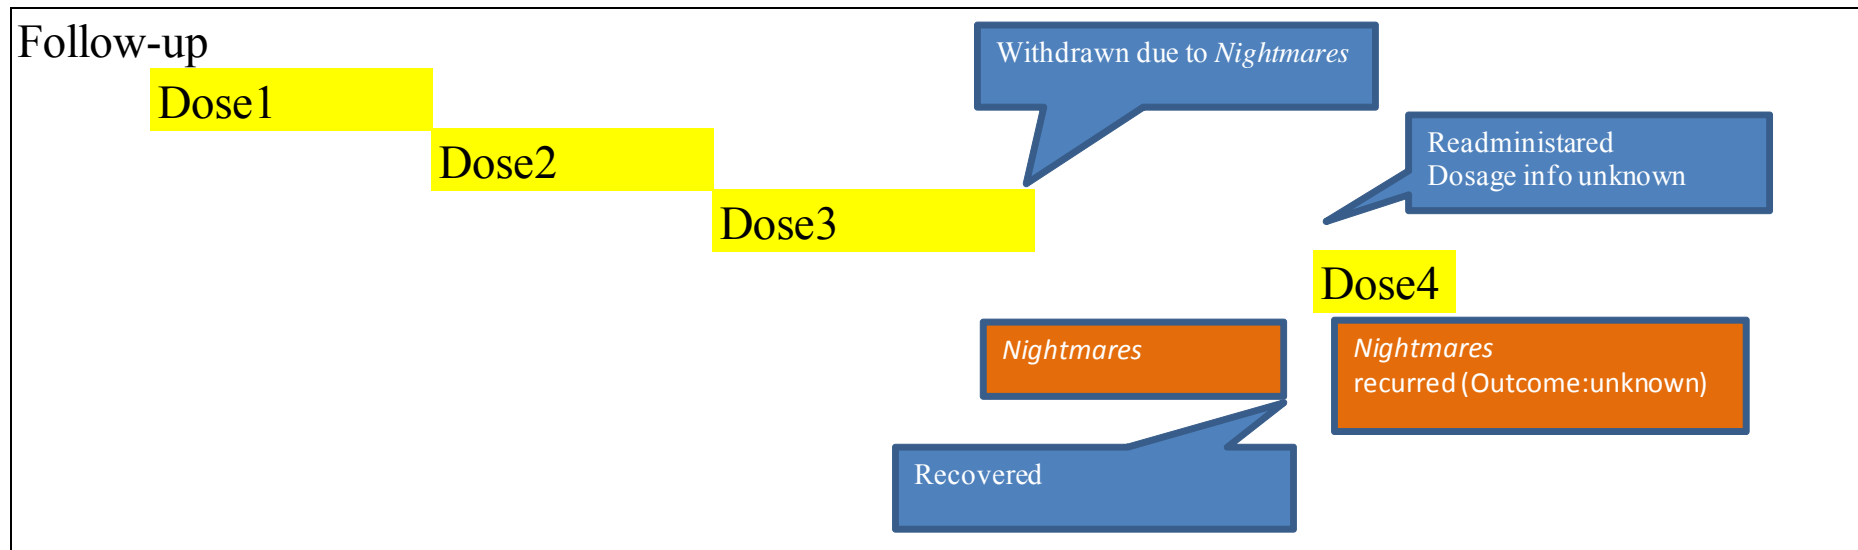 Follow-up
Withdrawn due to Nightmares
Dose1
Readministared
Dosage info unknown
Dose2
Dose3
Dose4
Nightmares
Nightmares
recurred (Outcome:unknown)
Recovered